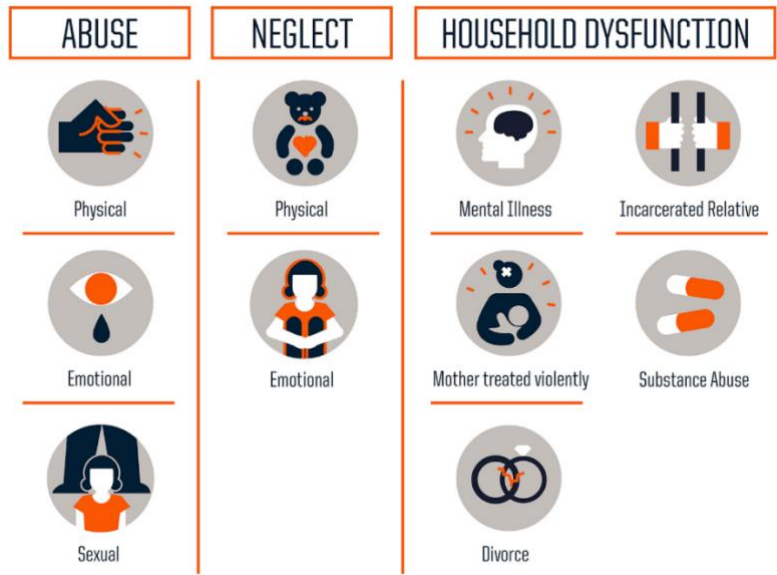 ABUSE
Physical
Emotional
Sexual
NEGLECT
Physical
Emotional
HOUSEHOLD DYSFUNCTION
Mental Illness
Incarcerated Relative
Mother treated violently
Substance Abuse
Divorce